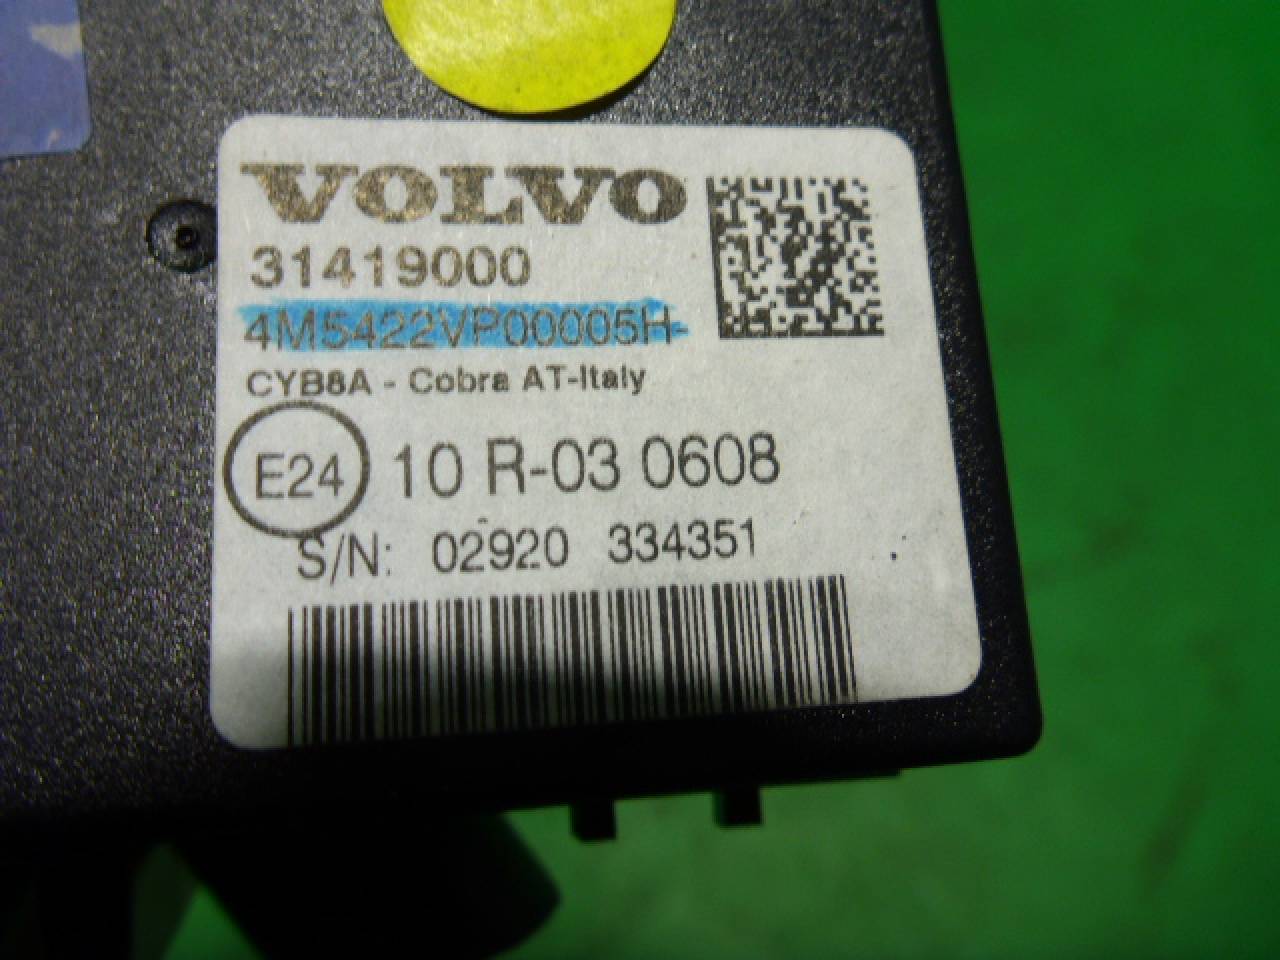 VOLVO
31419000
4M5422VP00005H
CYB8A - Cobra AT-Italy
E24 10 R-03 0608
S/N: 02920 334351